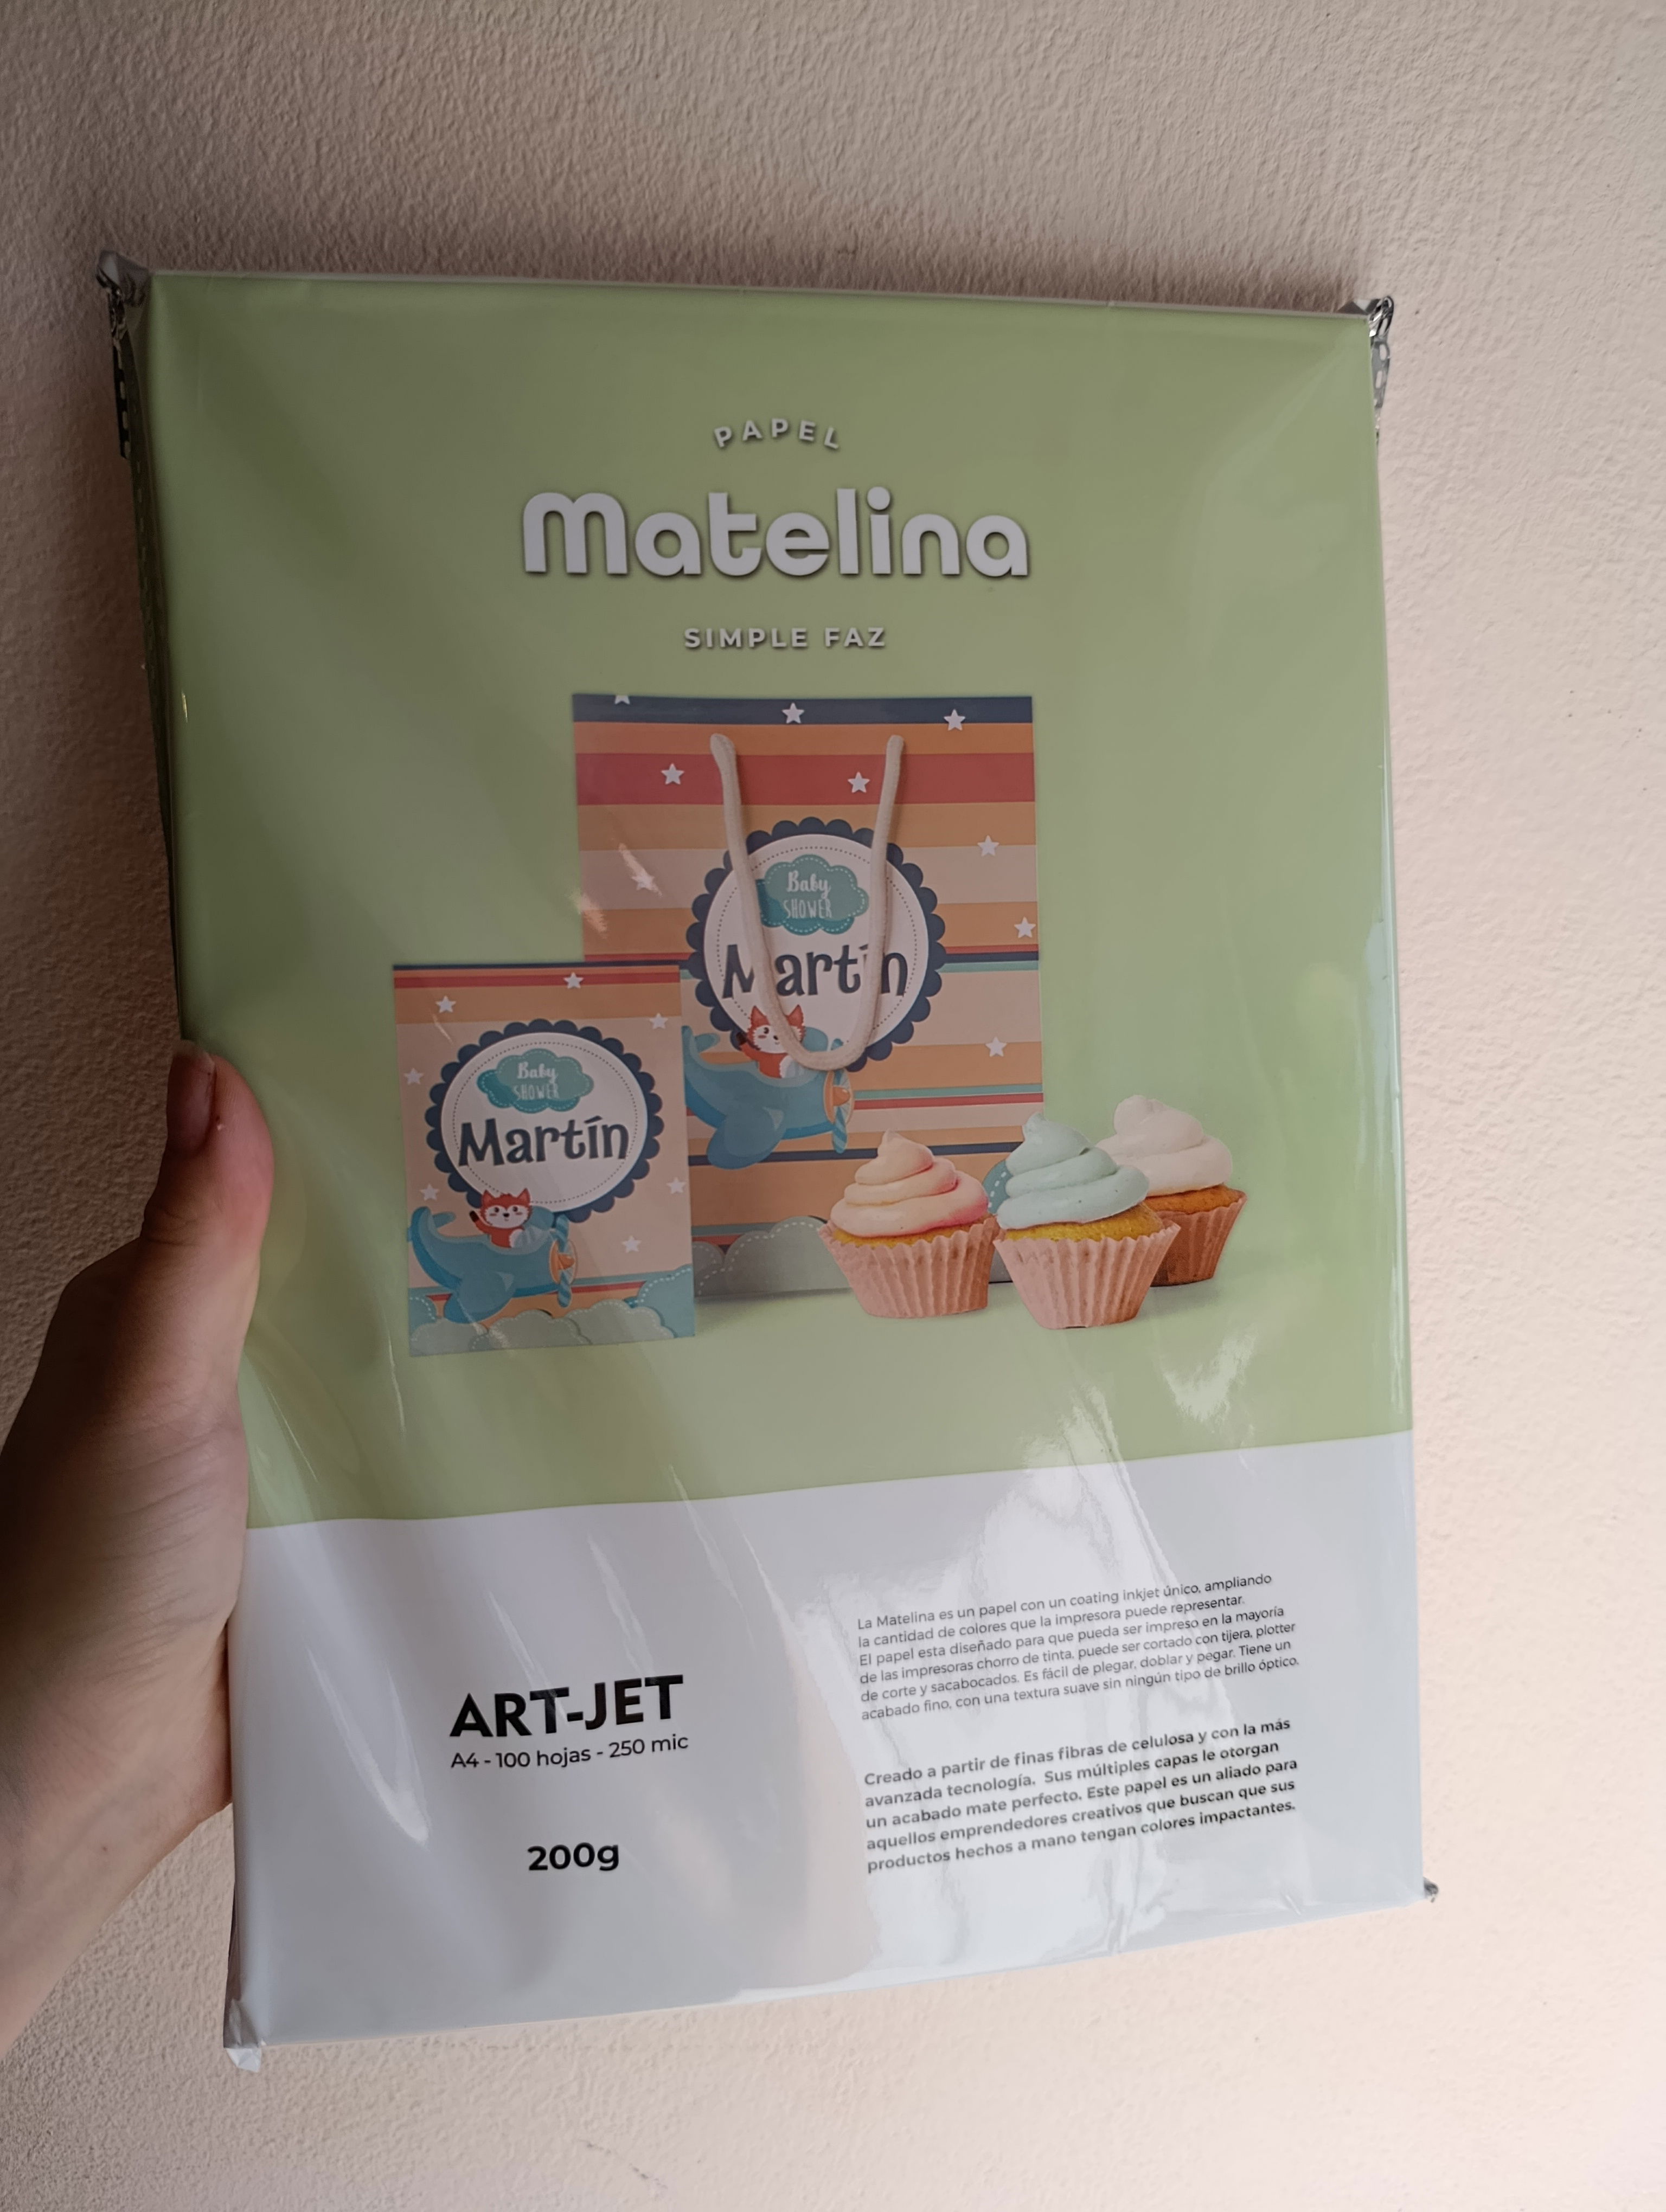 PAPEL
Matelina
SIMPLE FAZ
Baby
SHOWER
Martín
Baby
SHOWER
Martín
ART-JET
A4 - 100 hojas - 250 mic
200g
La Matelina es un papel con un coating inkjet único, ampliando
la cantidad de colores que la impresora puede representar.
El papel esta diseñado para que pueda ser impreso en la mayoría
de las impresoras chorro de tinta, puede ser cortado con tijera, plotter
de corte y sacabocados. Es fácil de plegar, doblar y pegar. Tiene un
acabado fino, con una textura suave sin ningún tipo de brillo óptico.
Creado a partir de finas fibras de celulosa y con la más
avanzada tecnología. Sus múltiples capas le otorgan
un acabado mate perfecto. Este papel es un aliado para
aquellos emprendedores creativos que buscan que sus
productos hechos a mano tengan colores impactantes.